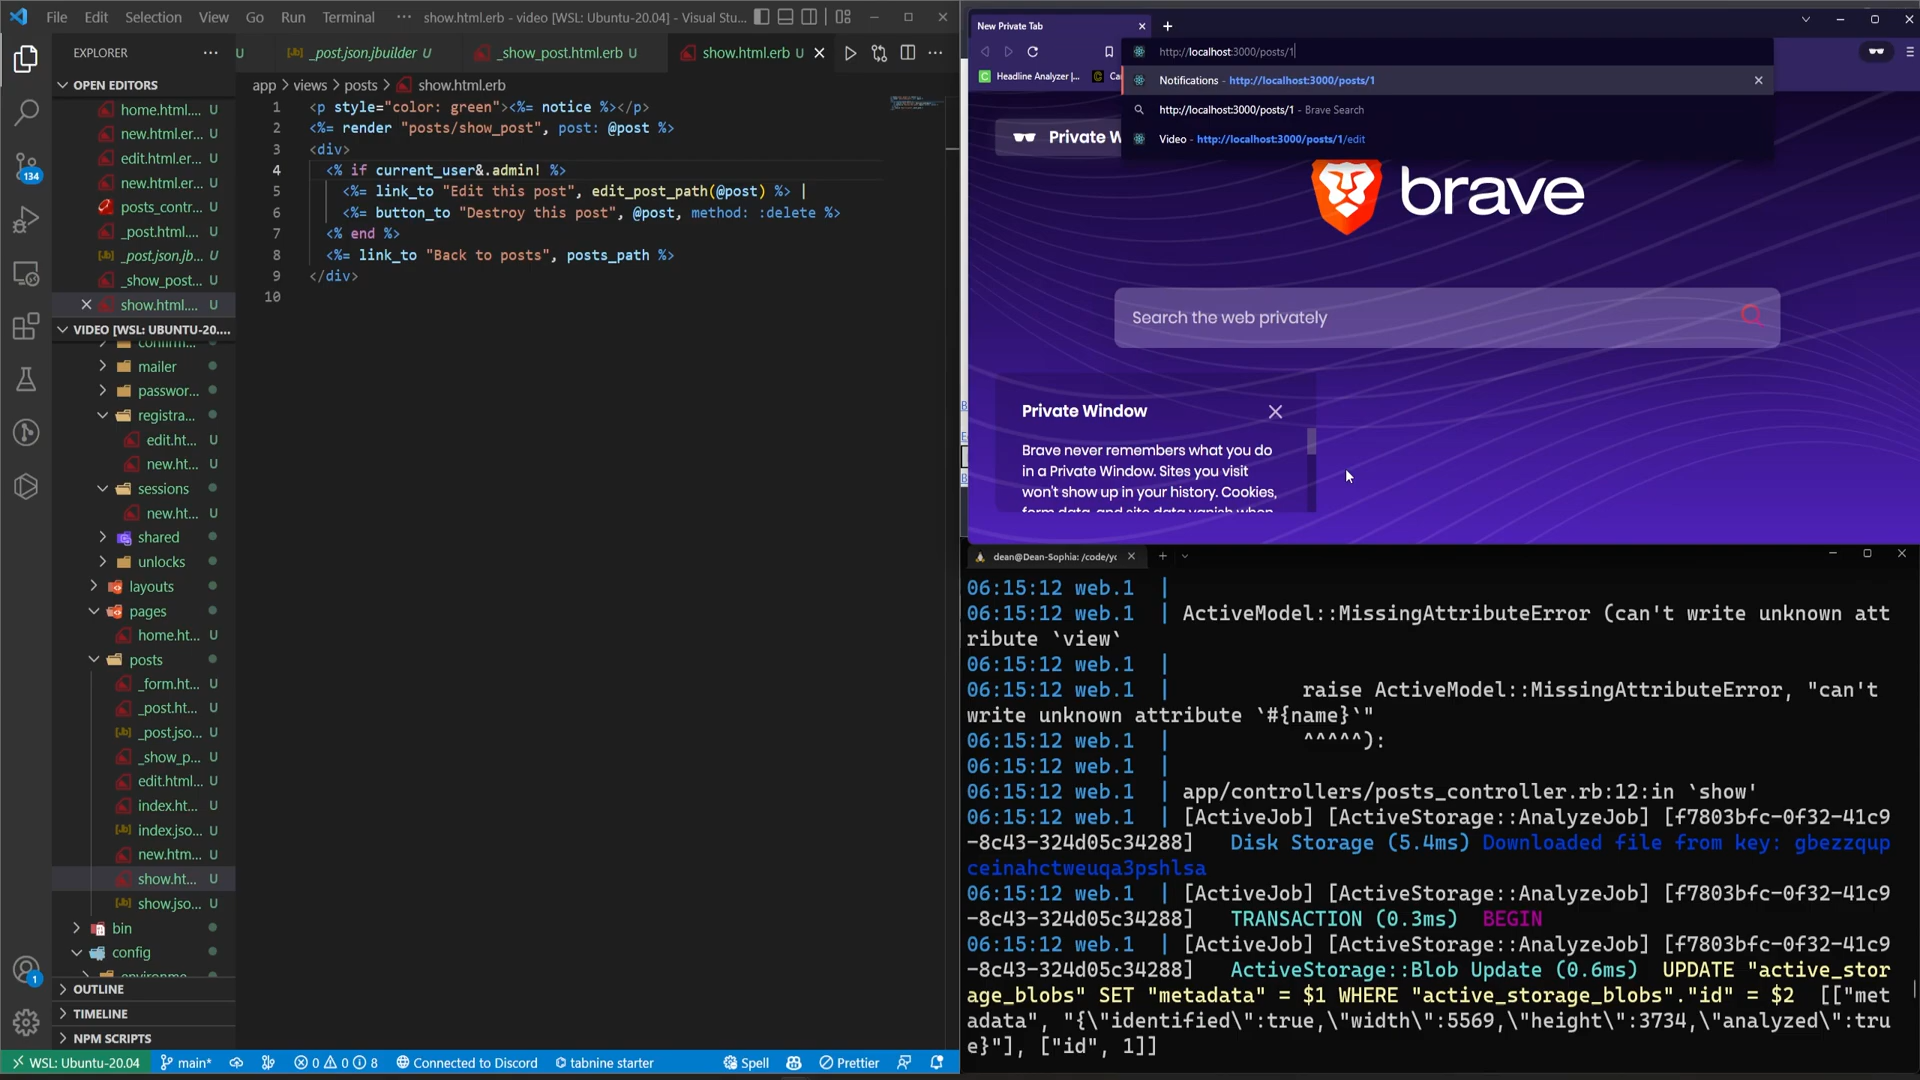 File Edit Selection View Go Run Terminal ··· show.html.erb - video [WSL: Ubuntu-20.04] - Visual Stu...
EXPLORER ···
U _post.json.jbuilder U _show_post.html.erb U show.html.erb U
OPEN EDITORS
home.html.... U
new.html.er... U
edit.html.er... U
new.html.er... U
posts_contr... U
_post.html.... U
_post.json.jb... U
_show_post... U
show.html.... U
VIDEO [WSL: UBUNTU-20....
confirm...
mailer
passwor...
registra...
edit.ht... U
new.ht... U
sessions
new.ht... U
shared
unlocks
layouts
pages
home.ht... U
posts
_form.ht... U
_post.ht... U
_post.jso... U
_show_p... U
edit.html... U
index.ht... U
index.jso... U
new.htm... U
show.ht... U
show.jso... U
bin
config
environme...
OUTLINE
TIMELINE
NPM SCRIPTS
134
1
app > views > posts > show.html.erb
1 <p style="color: green"><%= notice %></p>
2 <%= render "posts/show_post", post: @post %>
3 <div>
4 <% if current_user&.admin! %>
5 <%= link_to "Edit this post", edit_post_path(@post) %> |
6 <%= button_to "Destroy this post", @post, method: :delete %>
7 <% end %>
8 <%= link_to "Back to posts", posts_path %>
9 </div>
10
WSL: Ubuntu-20.04 main* 0 0 8 Connected to Discord tabnine starter Spell Prettier
New Private Tab
http://localhost:3000/posts/1
Headline Analyzer |... Ca
Notifications - http://localhost:3000/posts/1
http://localhost:3000/posts/1 - Brave Search
Video - http://localhost:3000/posts/1/edit
Private W
brave
Search the web privately
Private Window
Brave never remembers what you do
in a Private Window. Sites you visit
won't show up in your history. Cookies,
form data, and site data vanish when
dean@Dean-Sophia: /code/yo
06:15:12 web.1 |
06:15:12 web.1 | ActiveModel::MissingAttributeError (can't write unknown att
ribute `view`
06:15:12 web.1 |
06:15:12 web.1 | raise ActiveModel::MissingAttributeError, "can't
write unknown attribute `#{name}`"
06:15:12 web.1 | ^^^^^):
06:15:12 web.1 |
06:15:12 web.1 | app/controllers/posts_controller.rb:12:in `show'
06:15:12 web.1 | [ActiveJob] [ActiveStorage::AnalyzeJob] [f7803bfc-0f32-41c9
-8c43-324d05c34288] Disk Storage (5.4ms) Downloaded file from key: gbezzqup
ceinahctweuqa3pshlsa
06:15:12 web.1 | [ActiveJob] [ActiveStorage::AnalyzeJob] [f7803bfc-0f32-41c9
-8c43-324d05c34288] TRANSACTION (0.3ms) BEGIN
06:15:12 web.1 | [ActiveJob] [ActiveStorage::AnalyzeJob] [f7803bfc-0f32-41c9
-8c43-324d05c34288] ActiveStorage::Blob Update (0.6ms) UPDATE "active_stor
age_blobs" SET "metadata" = $1 WHERE "active_storage_blobs"."id" = $2 [["met
adata", "{\"identified\":true,\"width\":5569,\"height\":3734,\"analyzed\":tru
e}"], ["id", 1]]